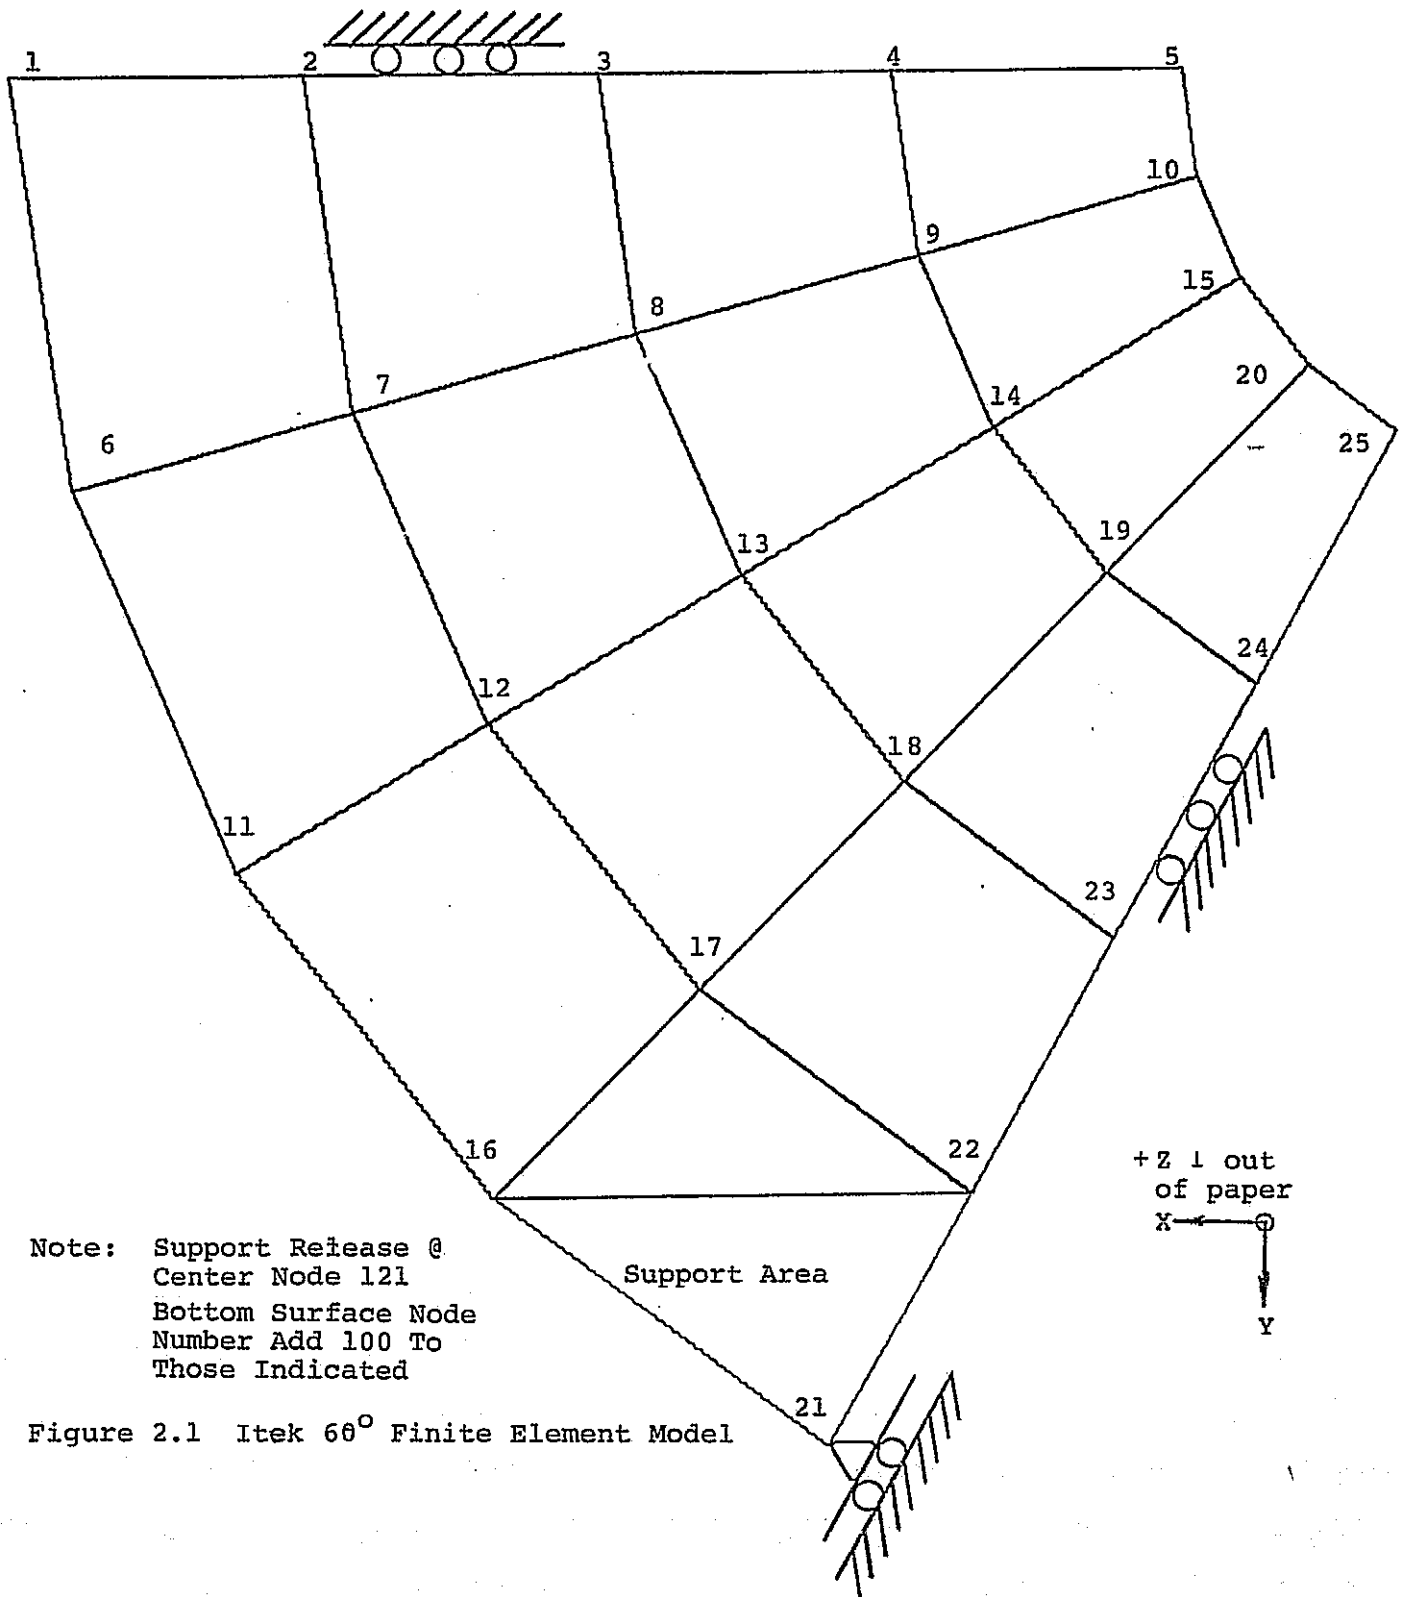 1
2
3
4
5
10
9
15
8
7
20
14
6
25
19
13
24
12
18
11
23
17
16
22
+Z ⊥ out
of paper
X
Y
Note: Support Release @
Center Node 121
Bottom Surface Node
Number Add 100 To
Those Indicated
Support Area
21
Figure 2.1 Itek 60° Finite Element Model